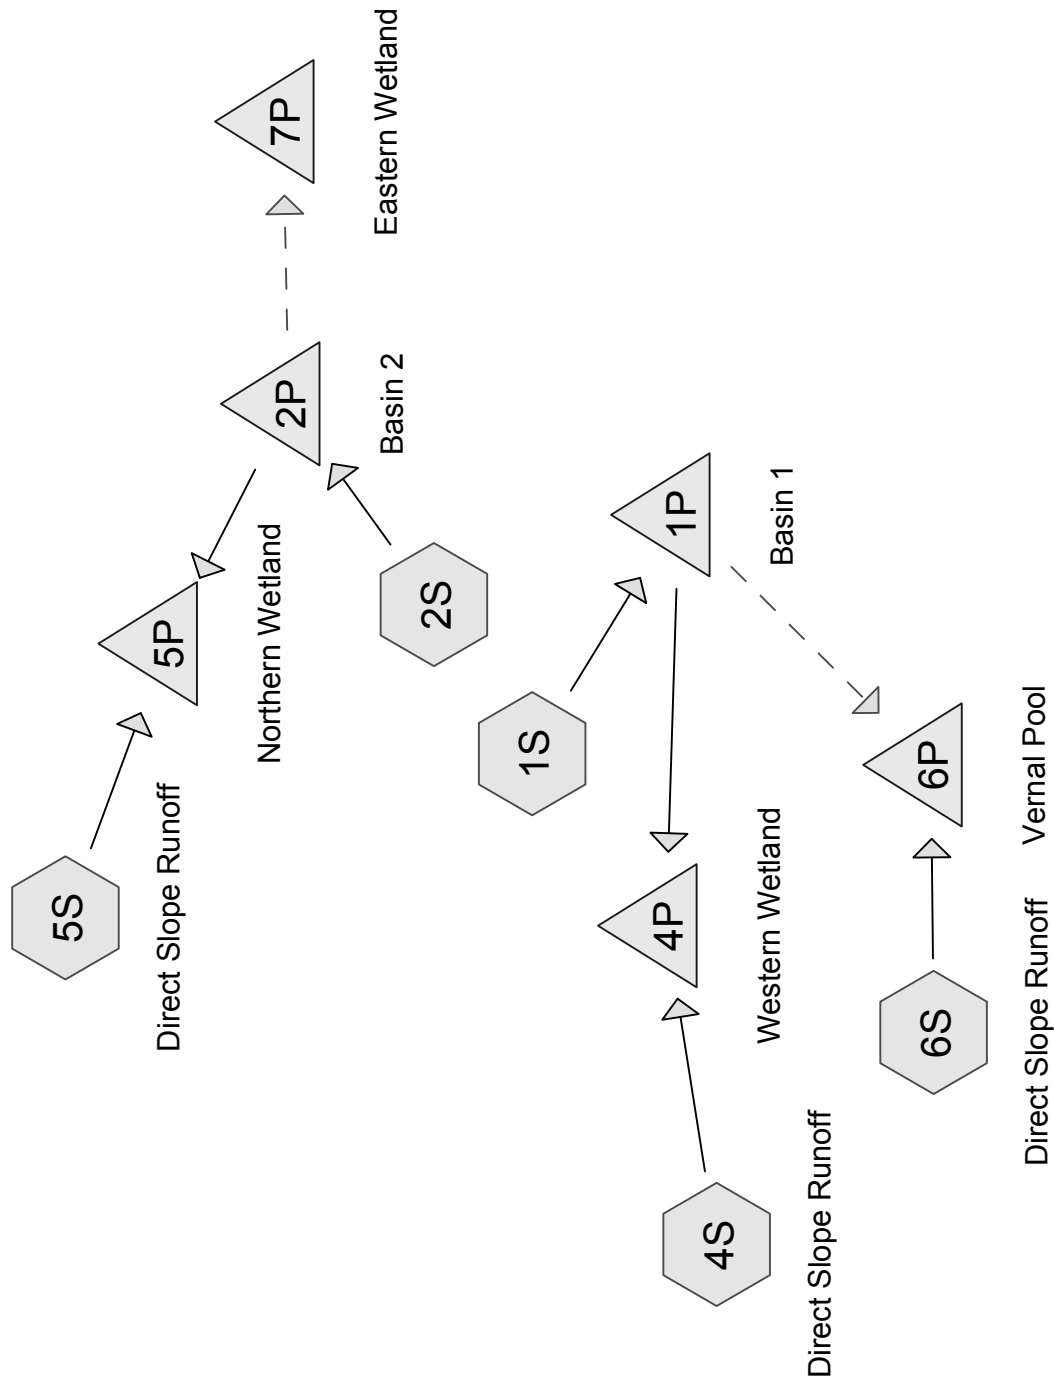 5S
Direct Slope Runoff
5P
Northern Wetland
2P
Basin 2
7P
Eastern Wetland
2S
1S
1P
Basin 1
4S
Direct Slope Runoff
4P
Western Wetland
6S
Direct Slope Runoff
6P
Vernal Pool